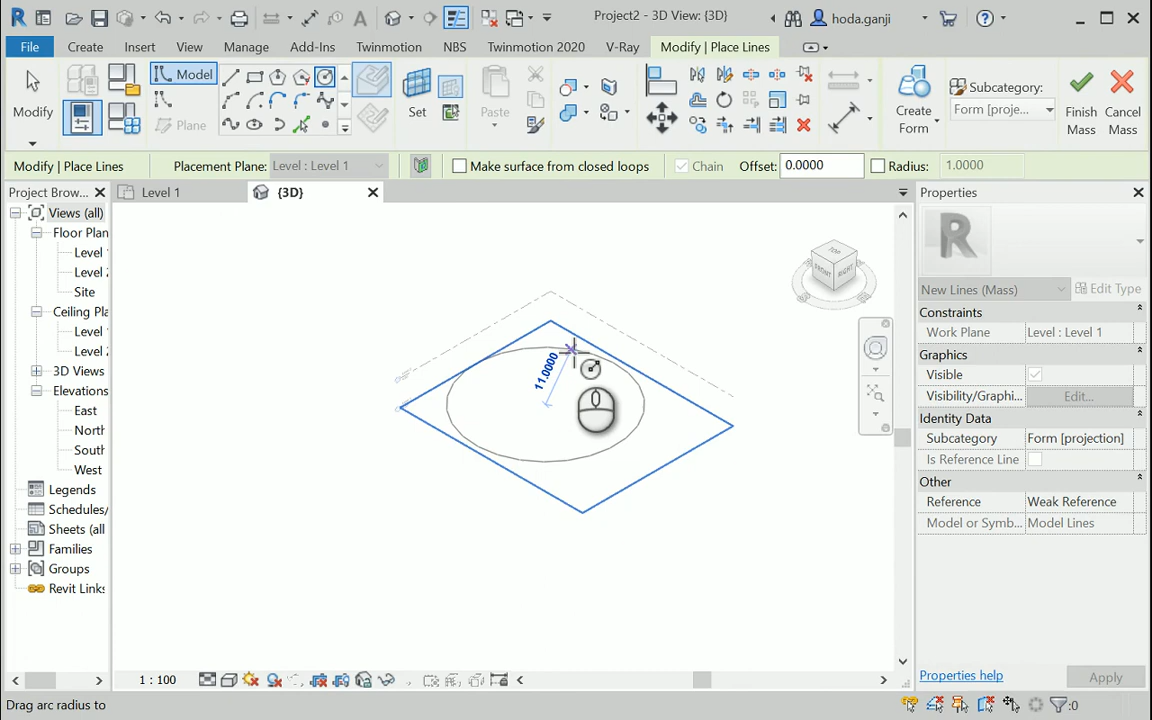 Project2 - 3D View: {3D}
hoda.ganji
File
Create
Insert
View
Manage
Add-Ins
Twinmotion
NBS
Twinmotion 2020
V-Ray
Modify | Place Lines
Modify
Model
Plane
Set
Paste
Create Form
Subcategory:
Form [proje...
Finish Mass
Cancel Mass
Modify | Place Lines
Placement Plane:
Level : Level 1
Make surface from closed loops
Chain
Offset:
0.0000
Radius:
1.0000
Project Brow...
Level 1
{3D}
Properties
Views (all)
Floor Plan
Level
Level
Site
Ceiling Pla
Level
Level
3D Views
Elevations
East
North
South
West
Legends
Schedules/
Sheets (all
Families
Groups
Revit Links
11.0000
TOP
FRONT
RIGHT
New Lines (Mass)
Edit Type
Constraints
Work Plane
Level : Level 1
Graphics
Visible
Visibility/Graphi...
Edit...
Identity Data
Subcategory
Form [projection]
Is Reference Line
Other
Reference
Weak Reference
Model or Symb...
Model Lines
Properties help
Apply
1 : 100
Drag arc radius to
:0